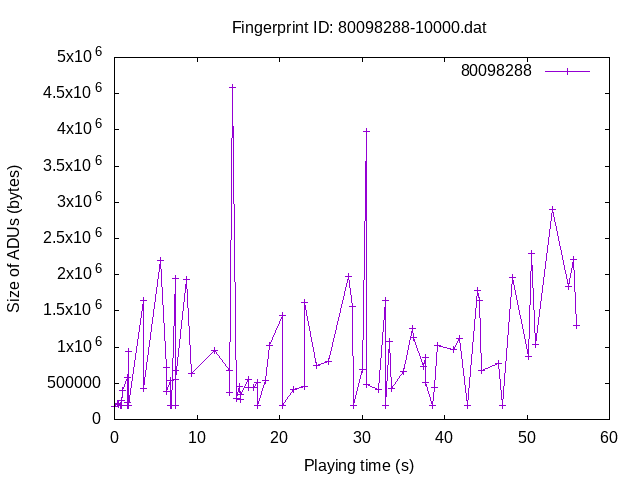 Fingerprint ID: 80098288-10000.dat
80098288
5x10^6
4.5x10^6
4x10^6
3.5x10^6
3x10^6
2.5x10^6
2x10^6
1.5x10^6
1x10^6
500000
0
Size of ADUs (bytes)
0 10 20 30 40 50 60
Playing time (s)